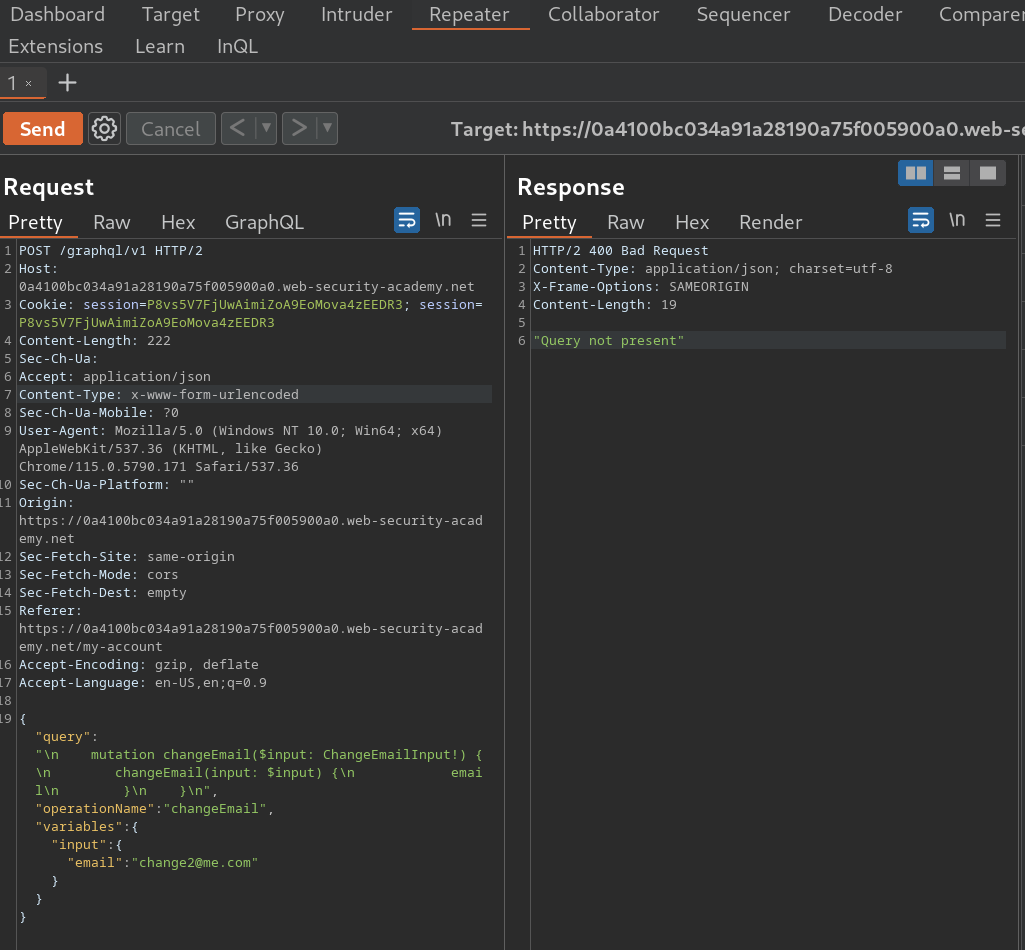 Dashboard Target Proxy Intruder Repeater Collaborator Sequencer Decoder Comparer
Extensions Learn InQL
1 × +
Send Cancel < > Target: https://0a4100bc034a91a28190a75f005900a0.web-se
Request
Pretty Raw Hex GraphQL \n
1 POST /graphql/v1 HTTP/2
2 Host:
0a4100bc034a91a28190a75f005900a0.web-security-academy.net
3 Cookie: session=P8vs5V7FjUwAimiZoA9EoMova4zEEDR3; session=
P8vs5V7FjUwAimiZoA9EoMova4zEEDR3
4 Content-Length: 222
5 Sec-Ch-Ua:
6 Accept: application/json
7 Content-Type: x-www-form-urlencoded
8 Sec-Ch-Ua-Mobile: ?0
9 User-Agent: Mozilla/5.0 (Windows NT 10.0; Win64; x64)
AppleWebKit/537.36 (KHTML, like Gecko)
Chrome/115.0.5790.171 Safari/537.36
10 Sec-Ch-Ua-Platform: ""
11 Origin:
https://0a4100bc034a91a28190a75f005900a0.web-security-acad
emy.net
12 Sec-Fetch-Site: same-origin
13 Sec-Fetch-Mode: cors
14 Sec-Fetch-Dest: empty
15 Referer:
https://0a4100bc034a91a28190a75f005900a0.web-security-acad
emy.net/my-account
16 Accept-Encoding: gzip, deflate
17 Accept-Language: en-US,en;q=0.9
18
19 {
"query":
"\n    mutation changeEmail($input: ChangeEmailInput!) {
\n        changeEmail(input: $input) {\n            emai
l\n        }\n    }\n",
"operationName":"changeEmail",
"variables":{
"input":{
"email":"change2@me.com"
}
}
}
Response
Pretty Raw Hex Render \n
1 HTTP/2 400 Bad Request
2 Content-Type: application/json; charset=utf-8
3 X-Frame-Options: SAMEORIGIN
4 Content-Length: 19
5
6 "Query not present"